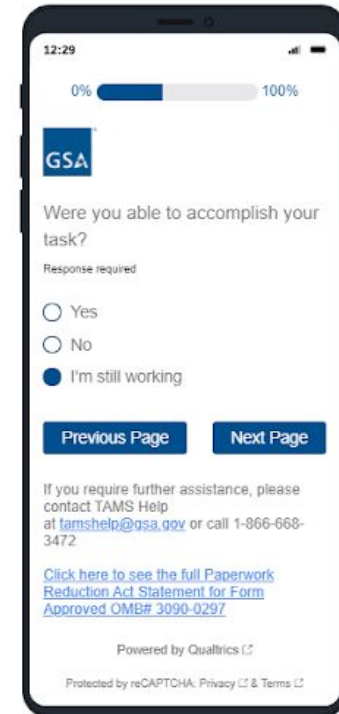 12:29
0% 100%
GSA
Were you able to accomplish your
task?
Response required
Yes
No
I'm still working
Previous Page Next Page
If you require further assistance, please
contact TAMS Help
at tamshelp@gsa.gov or call 1-866-668-
3472
Click here to see the full Paperwork
Reduction Act Statement for Form
Approved OMB# 3090-0297
Powered by Qualtrics
Protected by reCAPTCHA: Privacy & Terms